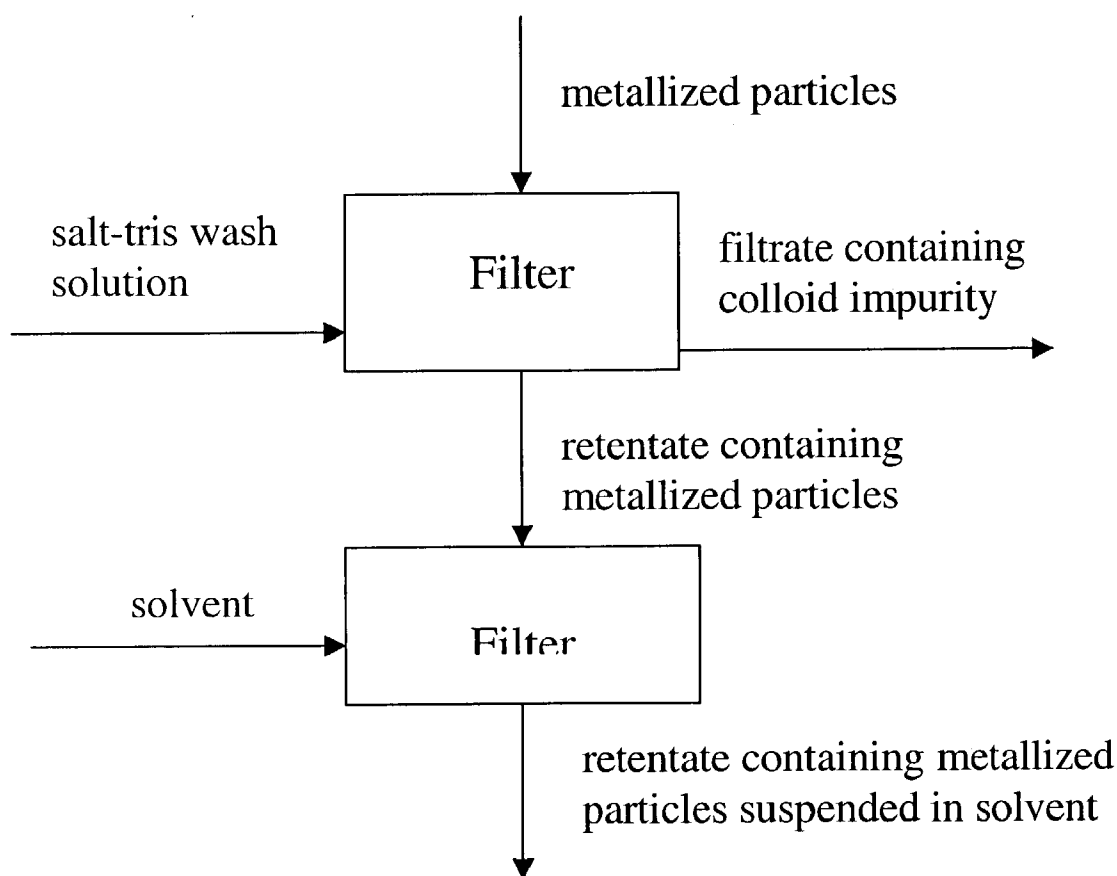 metallized particles
salt-tris wash
solution
Filter
filtrate containing
colloid impurity
retentate containing
metallized particles
solvent
Filter
retentate containing metallized
particles suspended in solvent